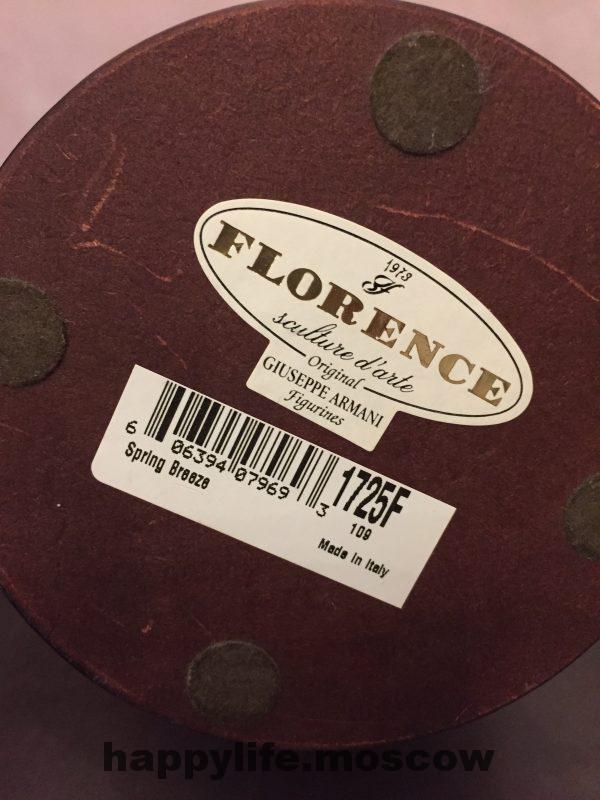 1973
FLORENCE
sculture d'arte
Original
GIUSEPPE ARMANI
Figurines
6 06394 07969 3
Spring Breeze
1725F
109
Made in Italy
happylife.moscow